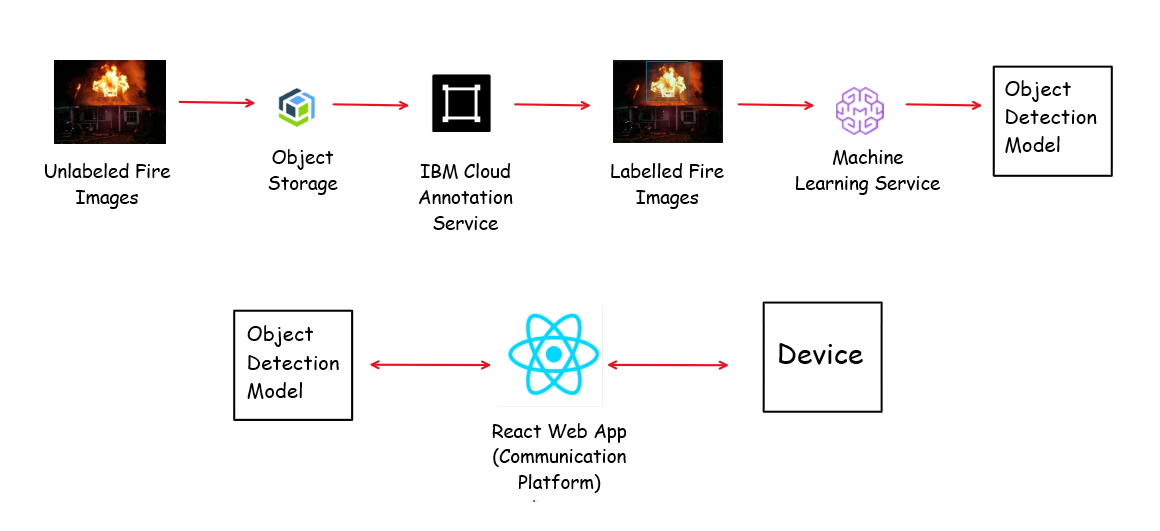 Unlabeled Fire
Images
Object
Storage
IBM Cloud
Annotation
Service
Labelled Fire
Images
Machine
Learning Service
Object
Detection
Model
Object
Detection
Model
React Web App
(Communication
Platform)
Device